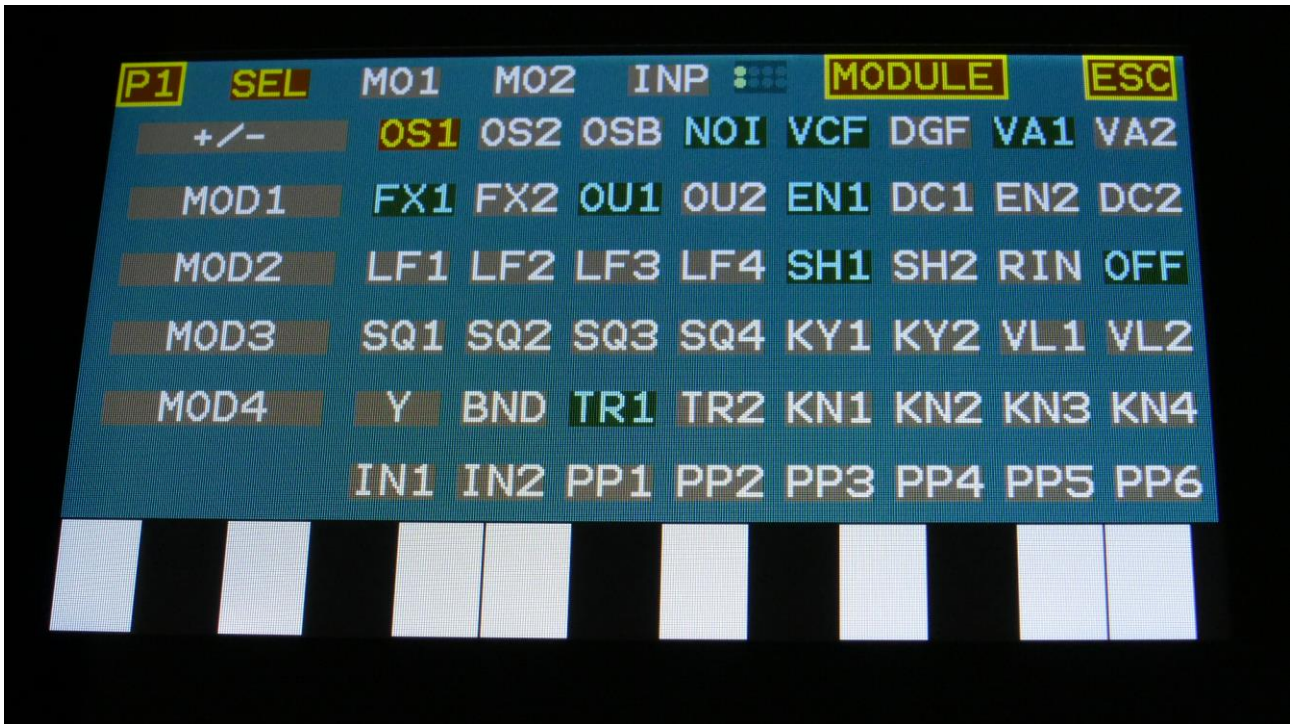 P1 SEL MO1 MO2 INP MODULE ESC
+/- OS1 OS2 OSB NOI VCF DGF VA1 VA2
MOD1 FX1 FX2 OU1 OU2 EN1 DC1 EN2 DC2
MOD2 LF1 LF2 LF3 LF4 SH1 SH2 RIN OFF
MOD3 SQ1 SQ2 SQ3 SQ4 KY1 KY2 VL1 VL2
MOD4 Y BND TR1 TR2 KN1 KN2 KN3 KN4
IN1 IN2 PP1 PP2 PP3 PP4 PP5 PP6